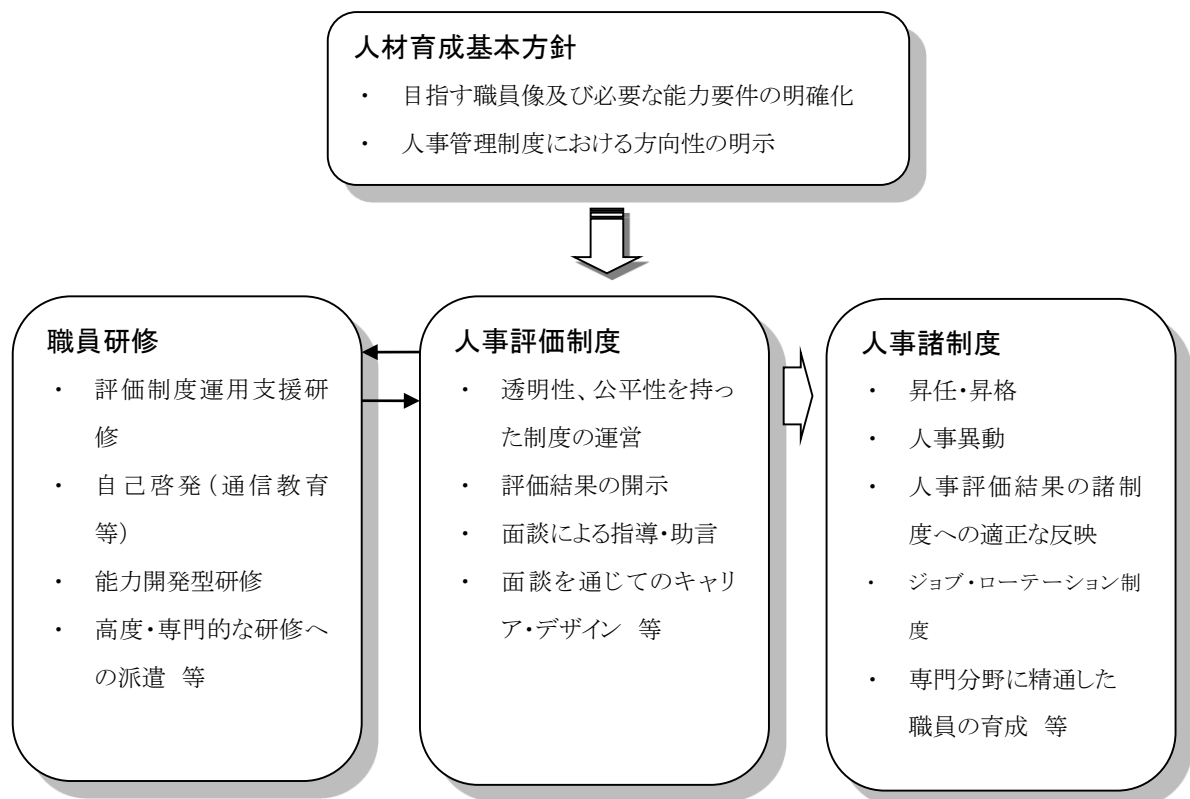 人材育成基本方針
・ 目指す職員像及び必要な能力要件の明確化
・ 人事管理制度における方向性の明示
職員研修
・ 評価制度運用支援研
修
・ 自己啓発（通信教育
等）
・ 能力開発型研修
・ 高度・専門的な研修へ
の派遣 等
人事評価制度
・ 透明性、公平性を持っ
た制度の運営
・ 評価結果の開示
・ 面談による指導・助言
・ 面談を通じてのキャリ
ア・デザイン 等
人事諸制度
・ 昇任・昇格
・ 人事異動
・ 人事評価結果の諸制
度への適正な反映
・ ジョブ・ローテーション制
度
・ 専門分野に精通した
職員の育成 等